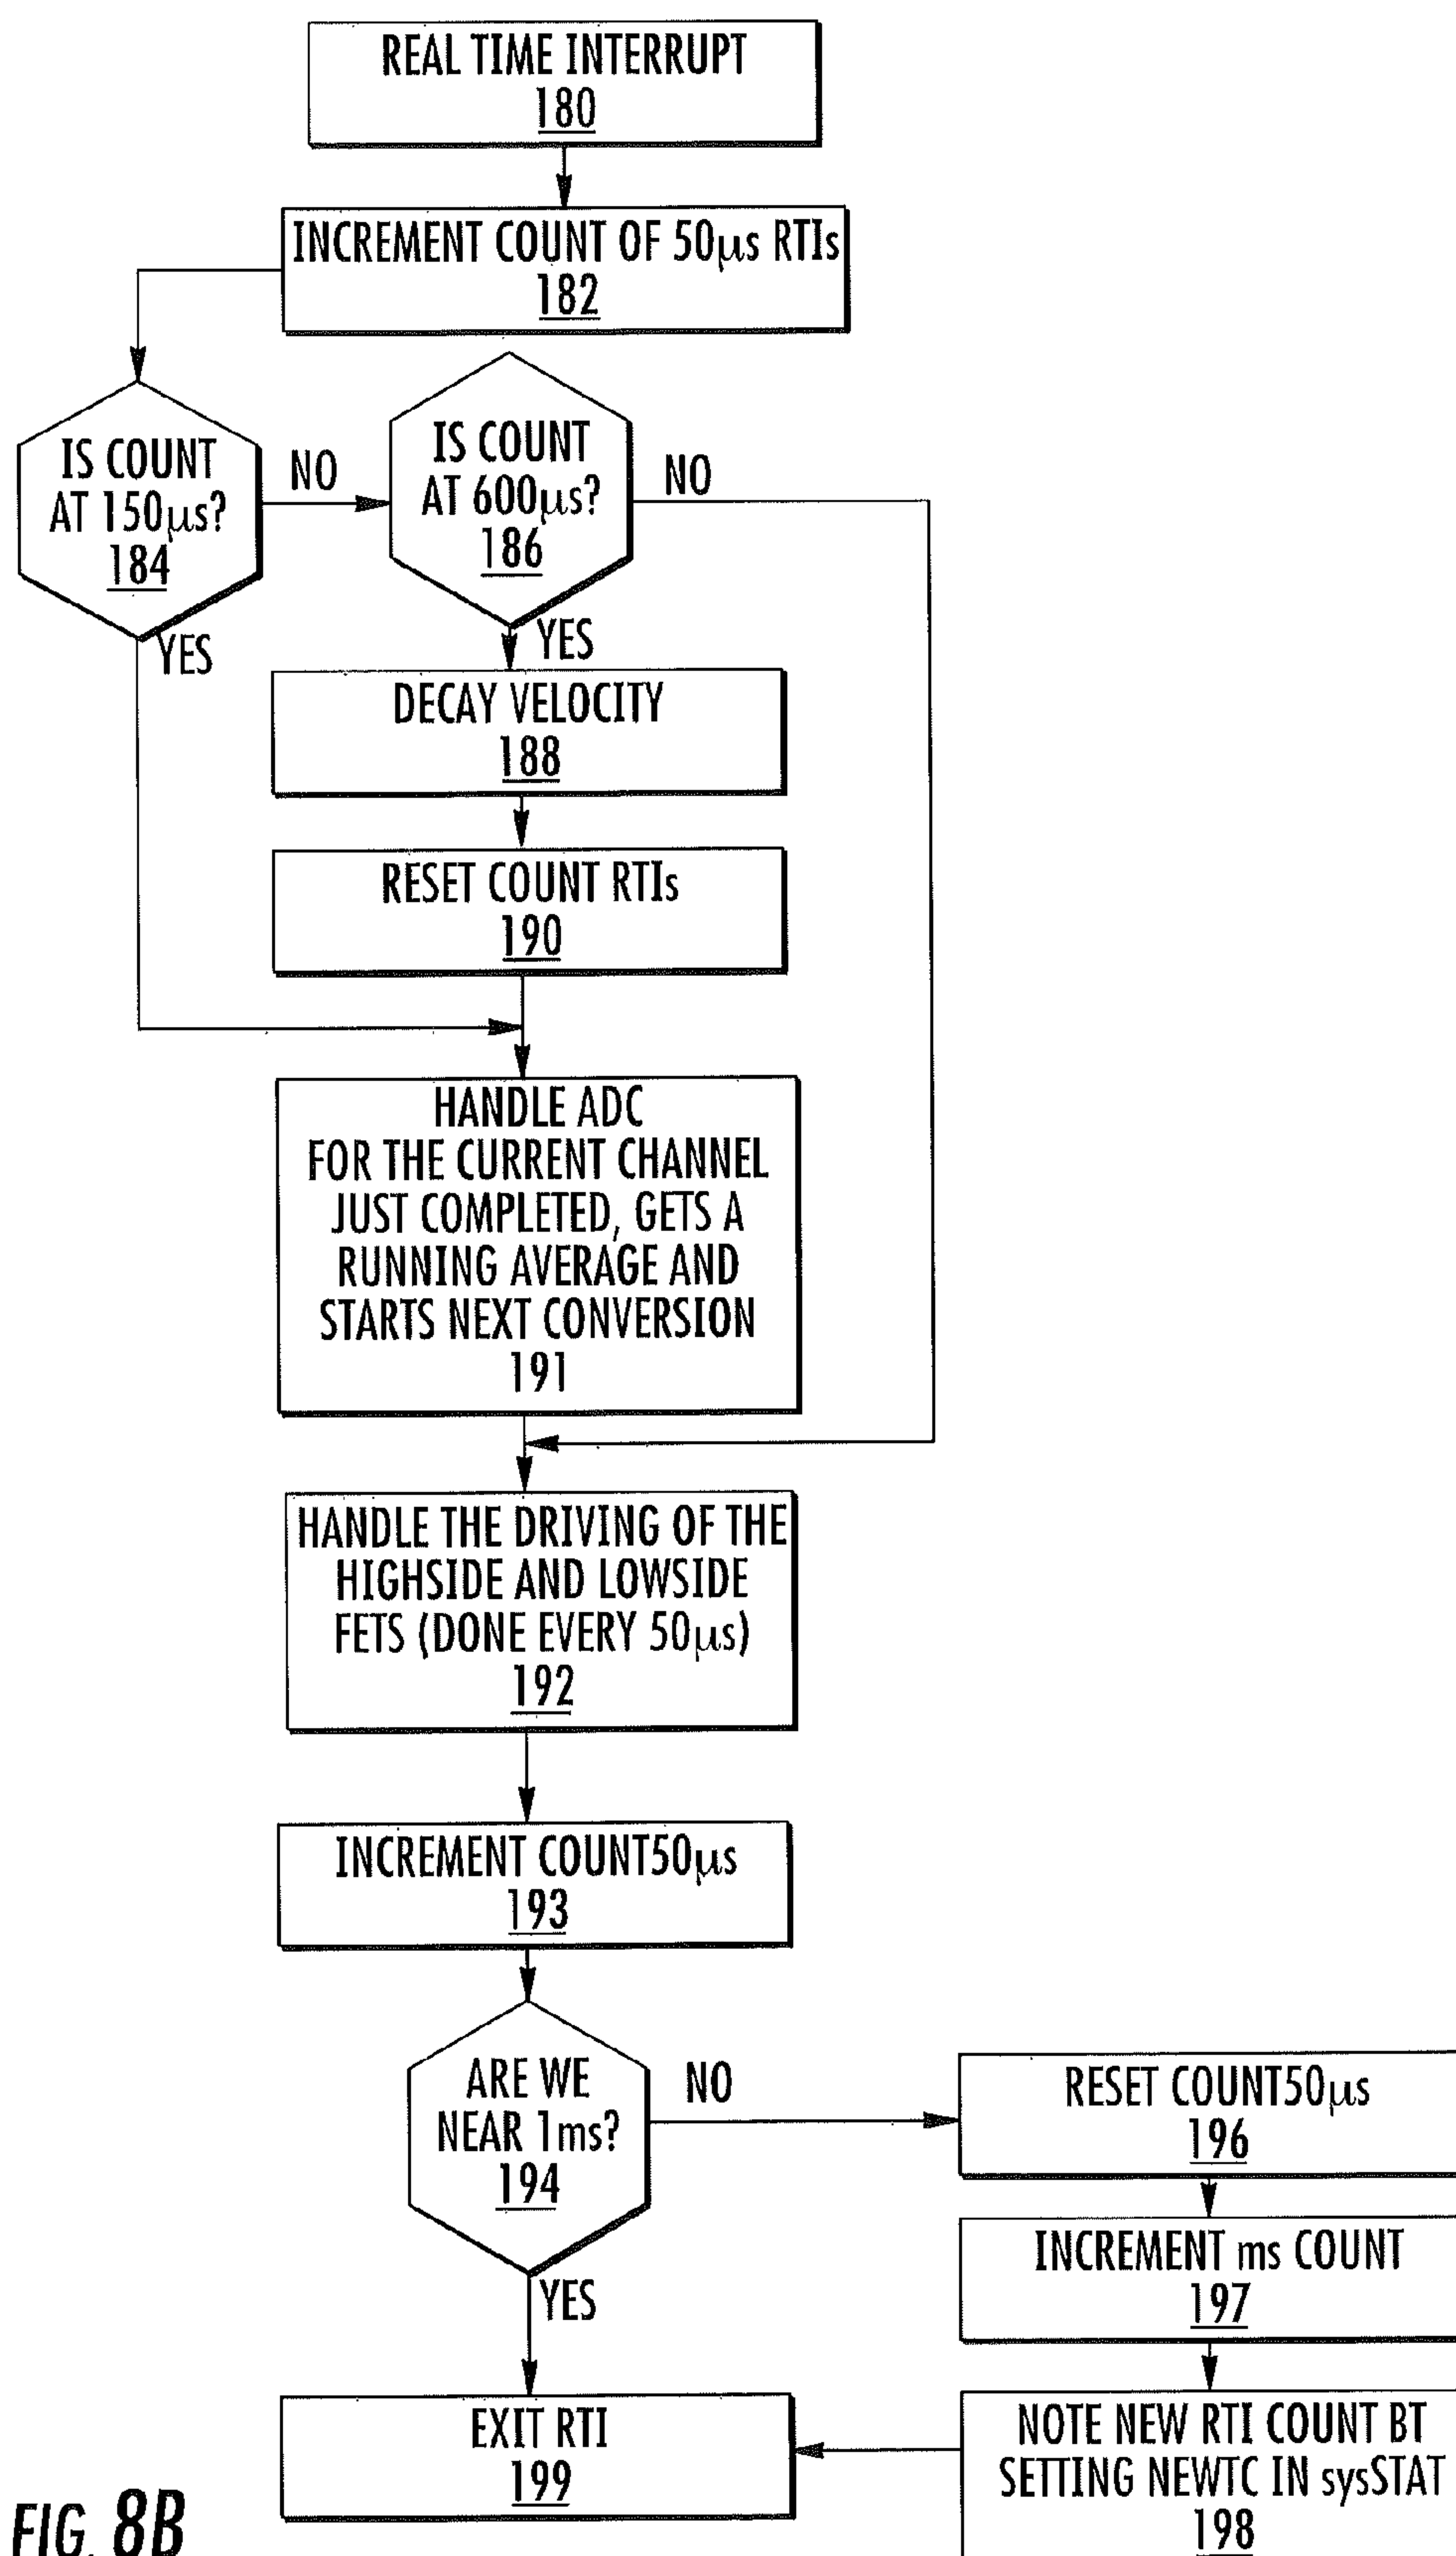 REAL TIME INTERRUPT
180
INCREMENT COUNT OF 50μs RTIs
182
IS COUNT
AT 150μs?
184
NO
YES
IS COUNT
AT 600μs?
186
NO
YES
DECAY VELOCITY
188
RESET COUNT RTIs
190
HANDLE ADC
FOR THE CURRENT CHANNEL
JUST COMPLETED, GETS A
RUNNING AVERAGE AND
STARTS NEXT CONVERSION
191
HANDLE THE DRIVING OF THE
HIGHSIDE AND LOWSIDE
FETS (DONE EVERY 50μs)
192
INCREMENT COUNT50μs
193
ARE WE
NEAR 1ms?
194
NO
YES
RESET COUNT50μs
196
INCREMENT ms COUNT
197
NOTE NEW RTI COUNT BT
SETTING NEWTC IN sysSTAT
198
EXIT RTI
199
FIG. 8B